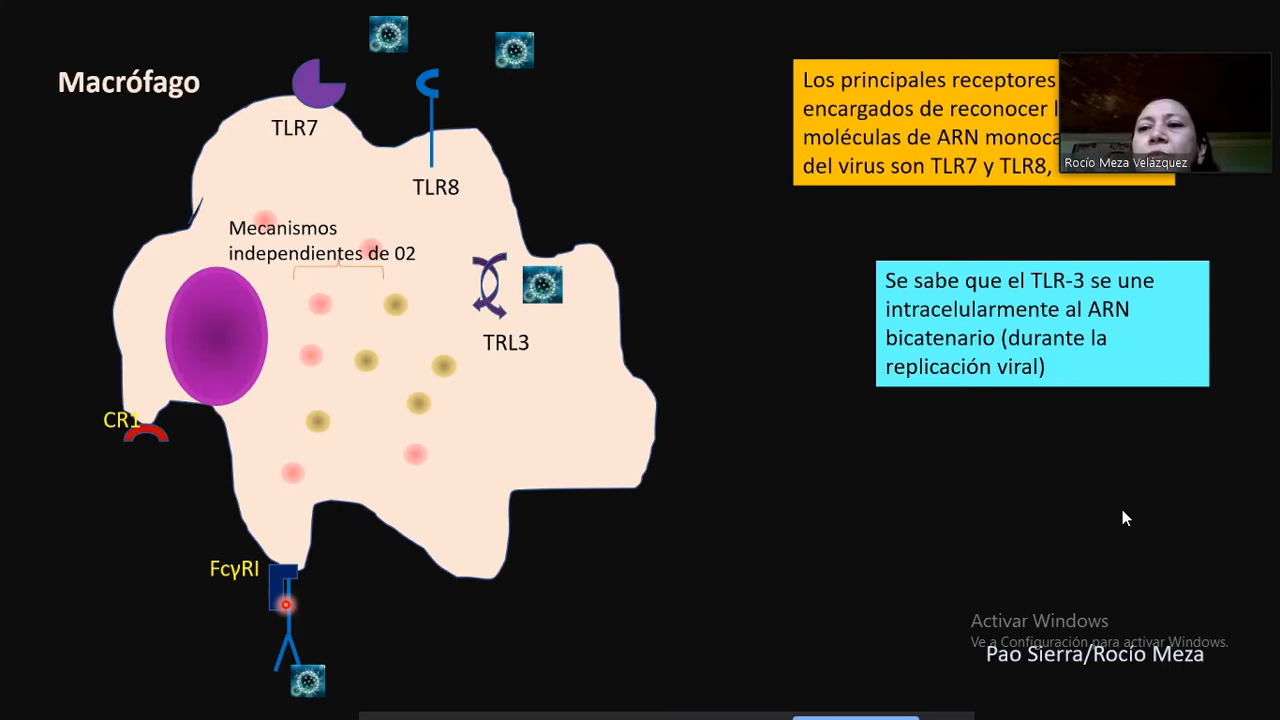 Macrófago
TLR7
TLR8
Mecanismos
independientes de 02
TRL3
CR1
FcγRI
Los principales receptores
encargados de reconocer
moléculas de ARN
del virus son TLR7 y TLR8,
Rocío Meza Velázquez
Se sabe que el TLR-3 se une
intracelularmente al ARN
bicatenario (durante la
replicación viral)
Activar Windows
Ve a Configuración para activar Windows.
Pao Sierra/Rocío Meza